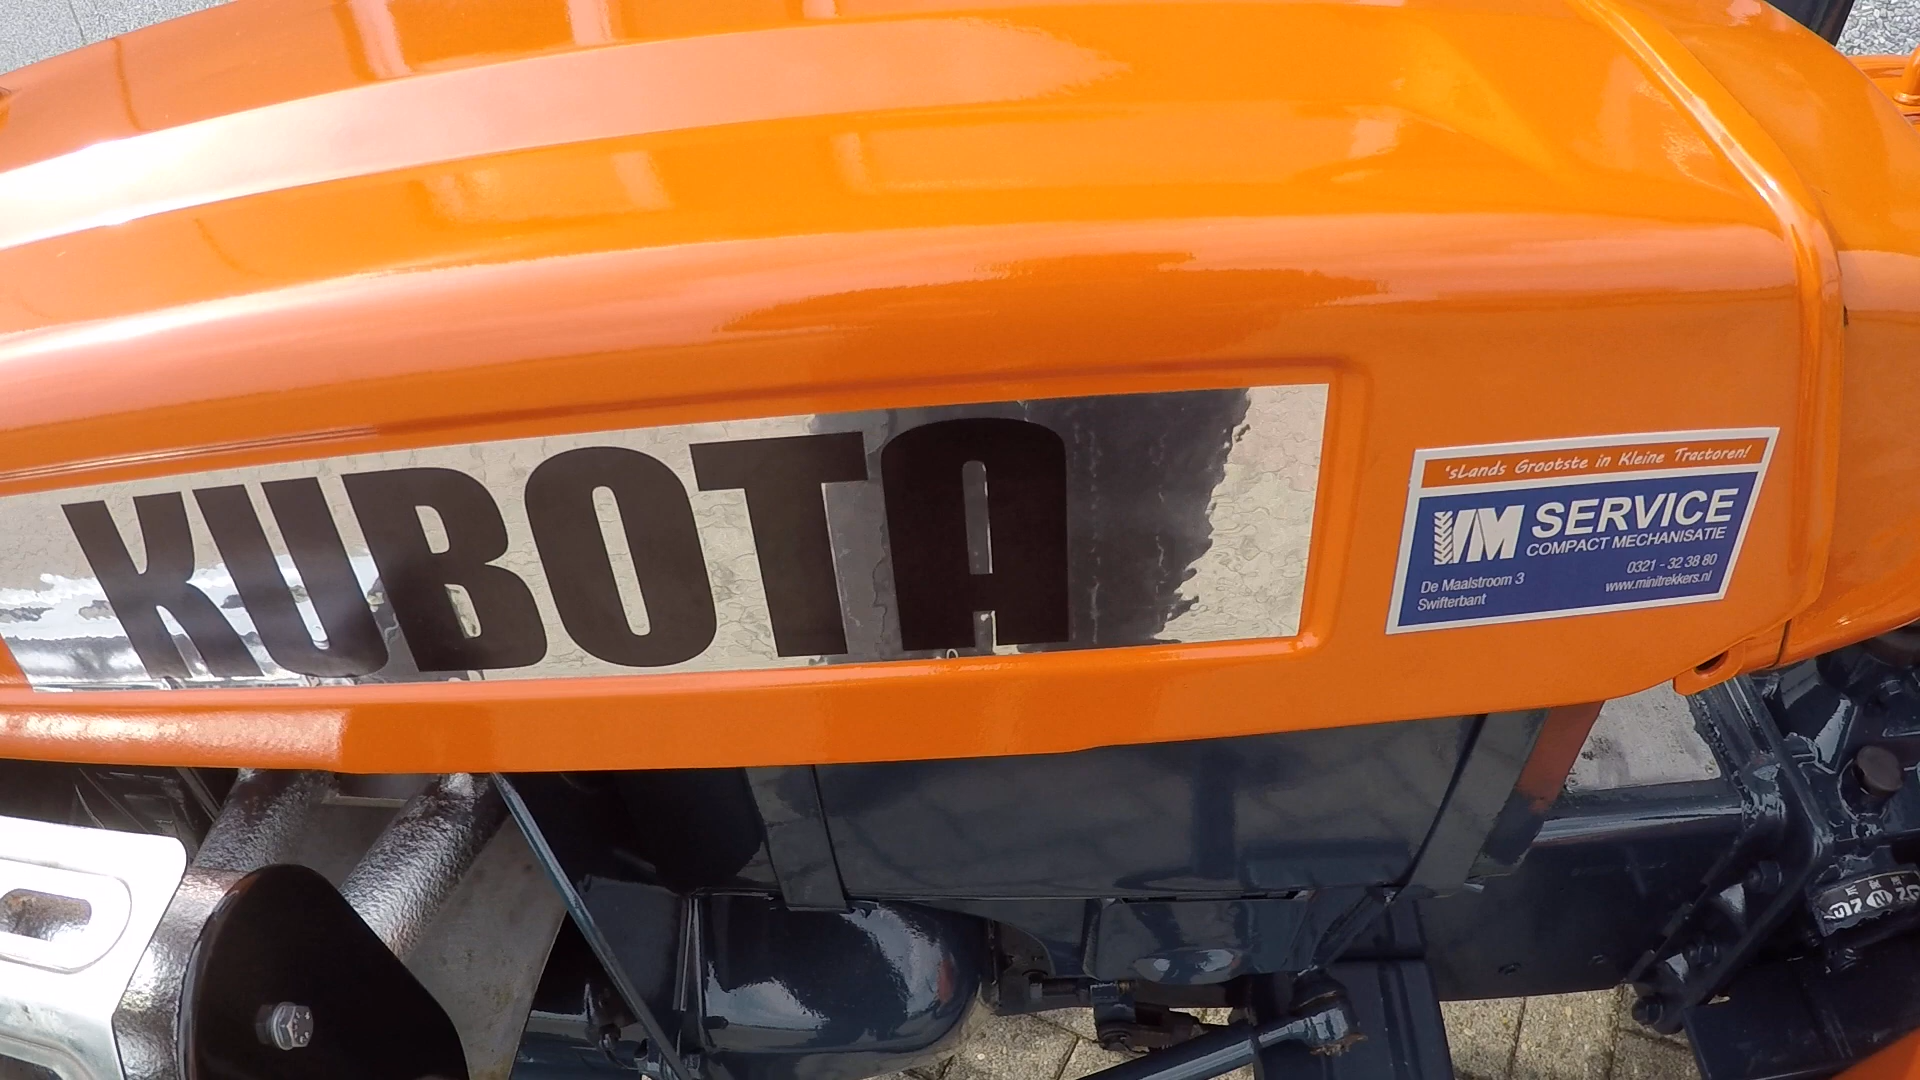 KUBOTA
'sLands Grootste in Kleine Tractoren!
VM SERVICE
COMPACT MECHANISATIE
0321 - 32 38 80
www.minitrekkers.nl
De Maalstroom 3
Swifterbant